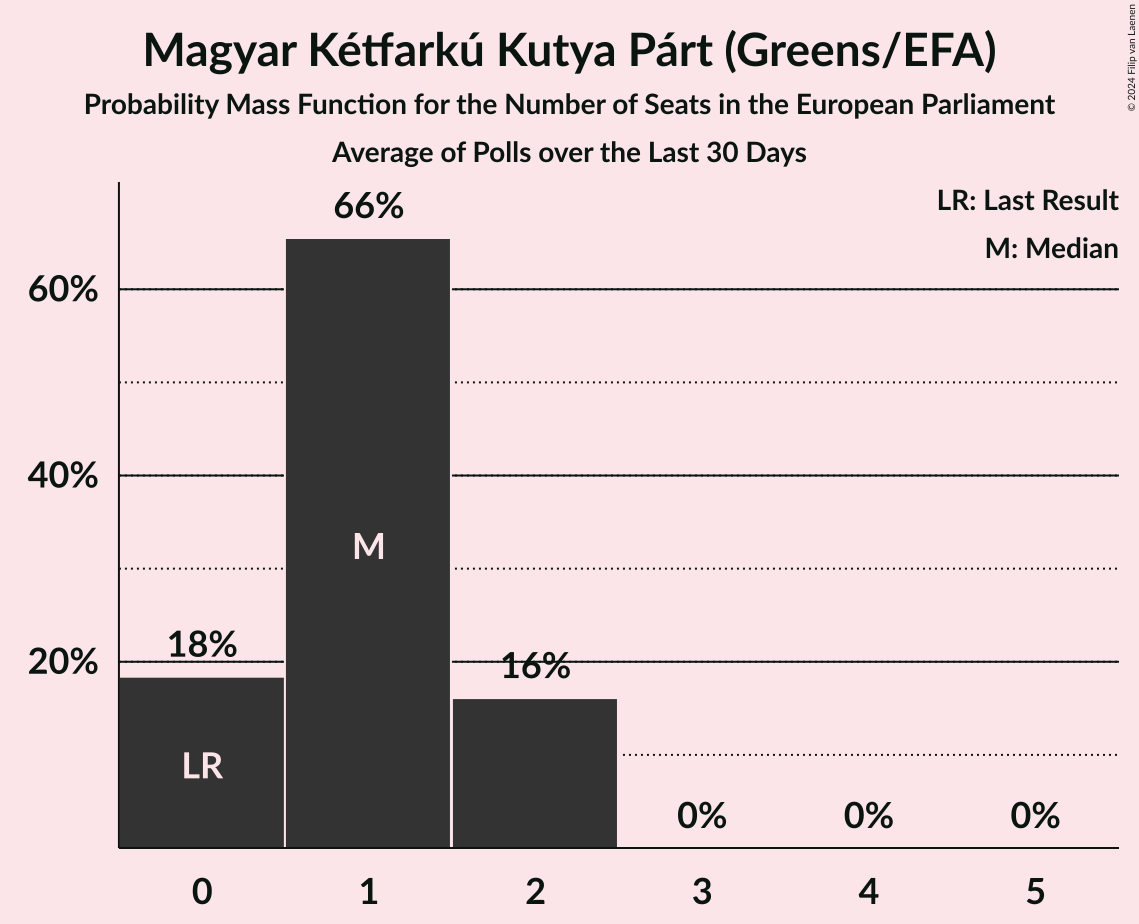 Magyar Kétfarkú Kutya Párt (Greens/EFA)
Probability Mass Function for the Number of Seats in the European Parliament
Average of Polls over the Last 30 Days
© 2024 Filip van Laenen
LR: Last Result
M: Median
66%
60%
40%
M
18%
20%
16%
LR
0%
0%
0%
0
1
2
3
4
5